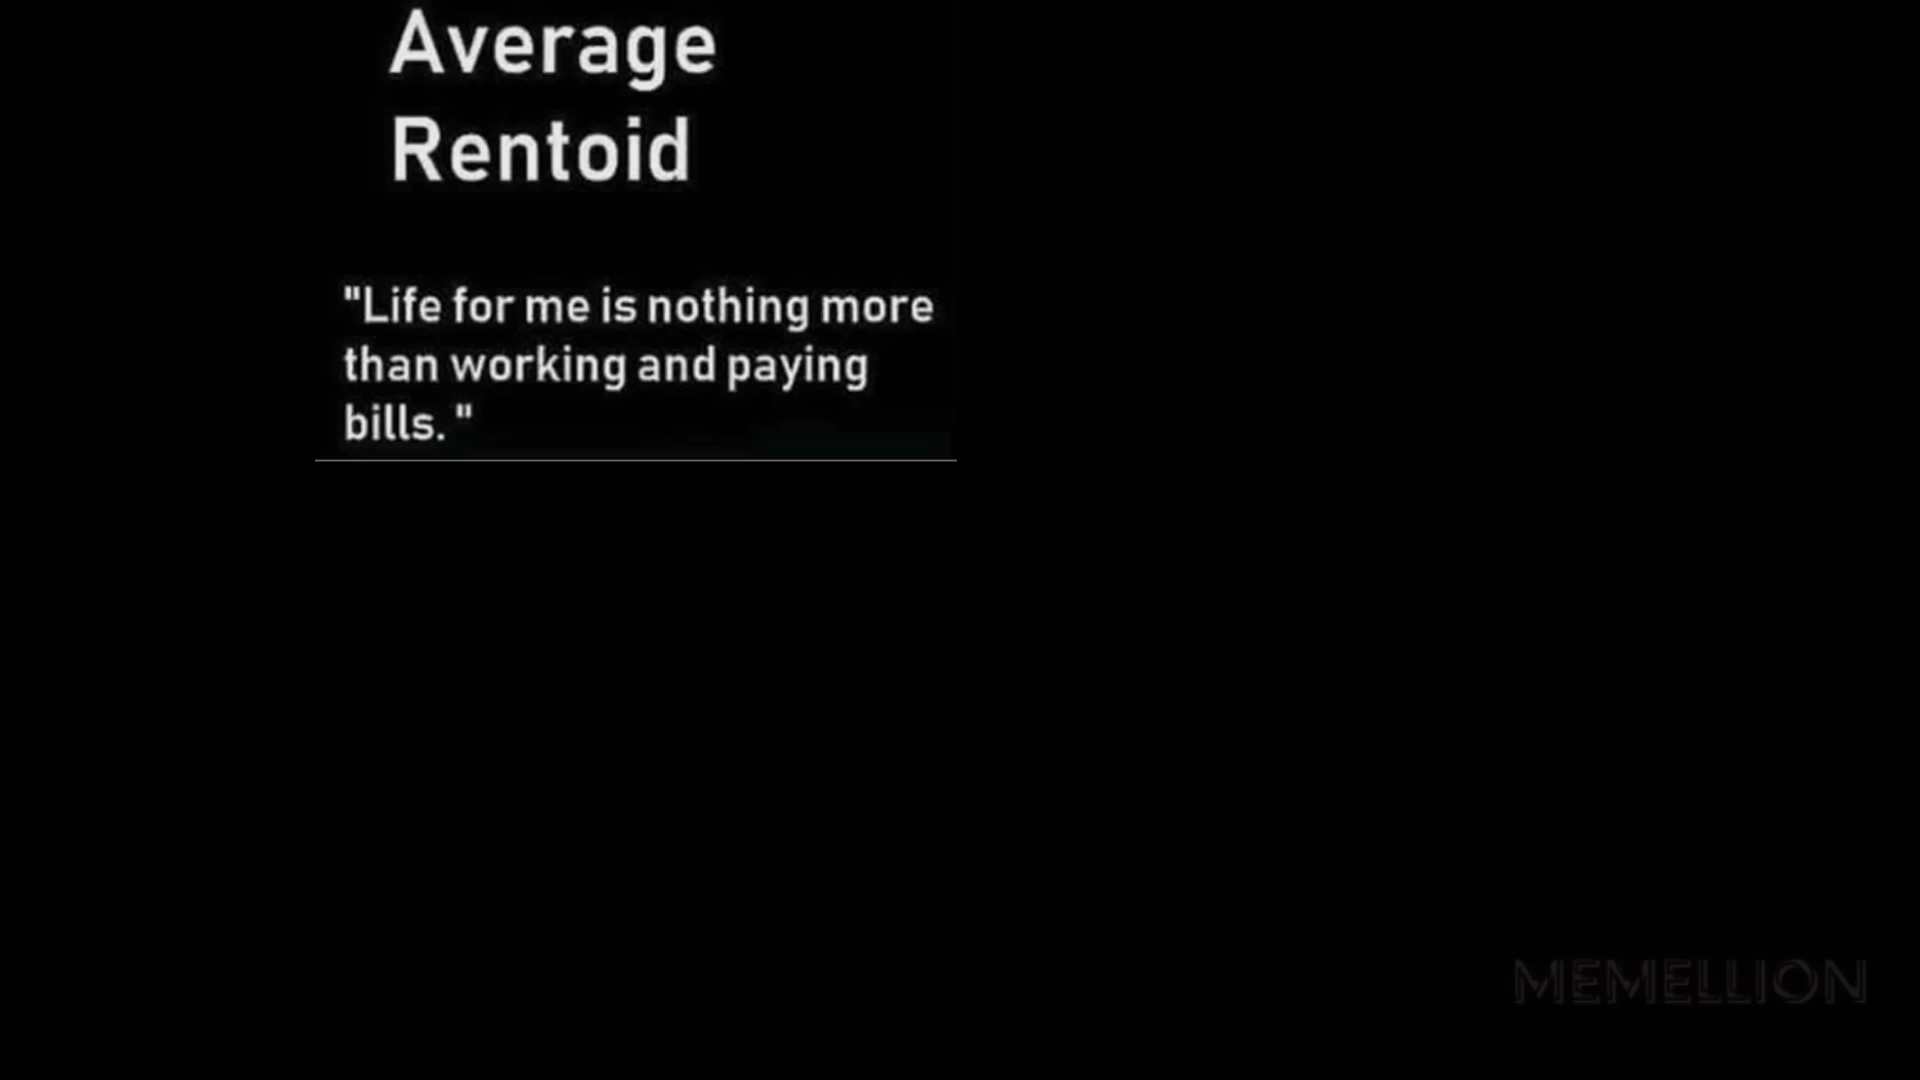 Average
Rentoid
"Life for me is nothing more
than working and paying
bills. "
MEMELLION